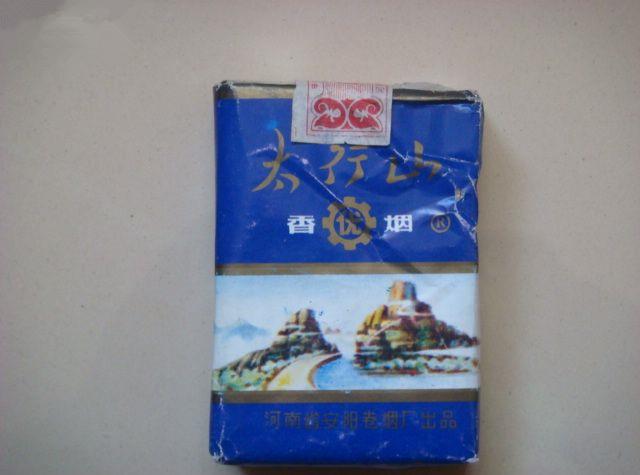 太行山
香优烟 ®
河南省安阳卷烟厂出品